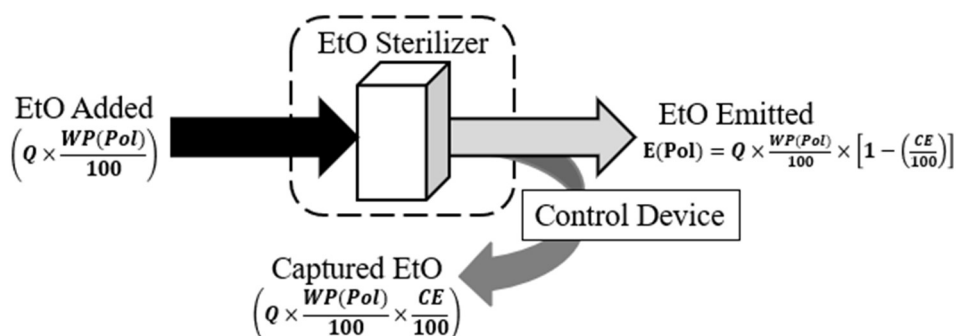 EtO Sterilizer
EtO Added
(Q × WP(Pol)/100)
EtO Emitted
E(Pol) = Q × WP(Pol)/100 × [1 − (CE/100)]
Control Device
Captured EtO
(Q × WP(Pol)/100 × CE/100)